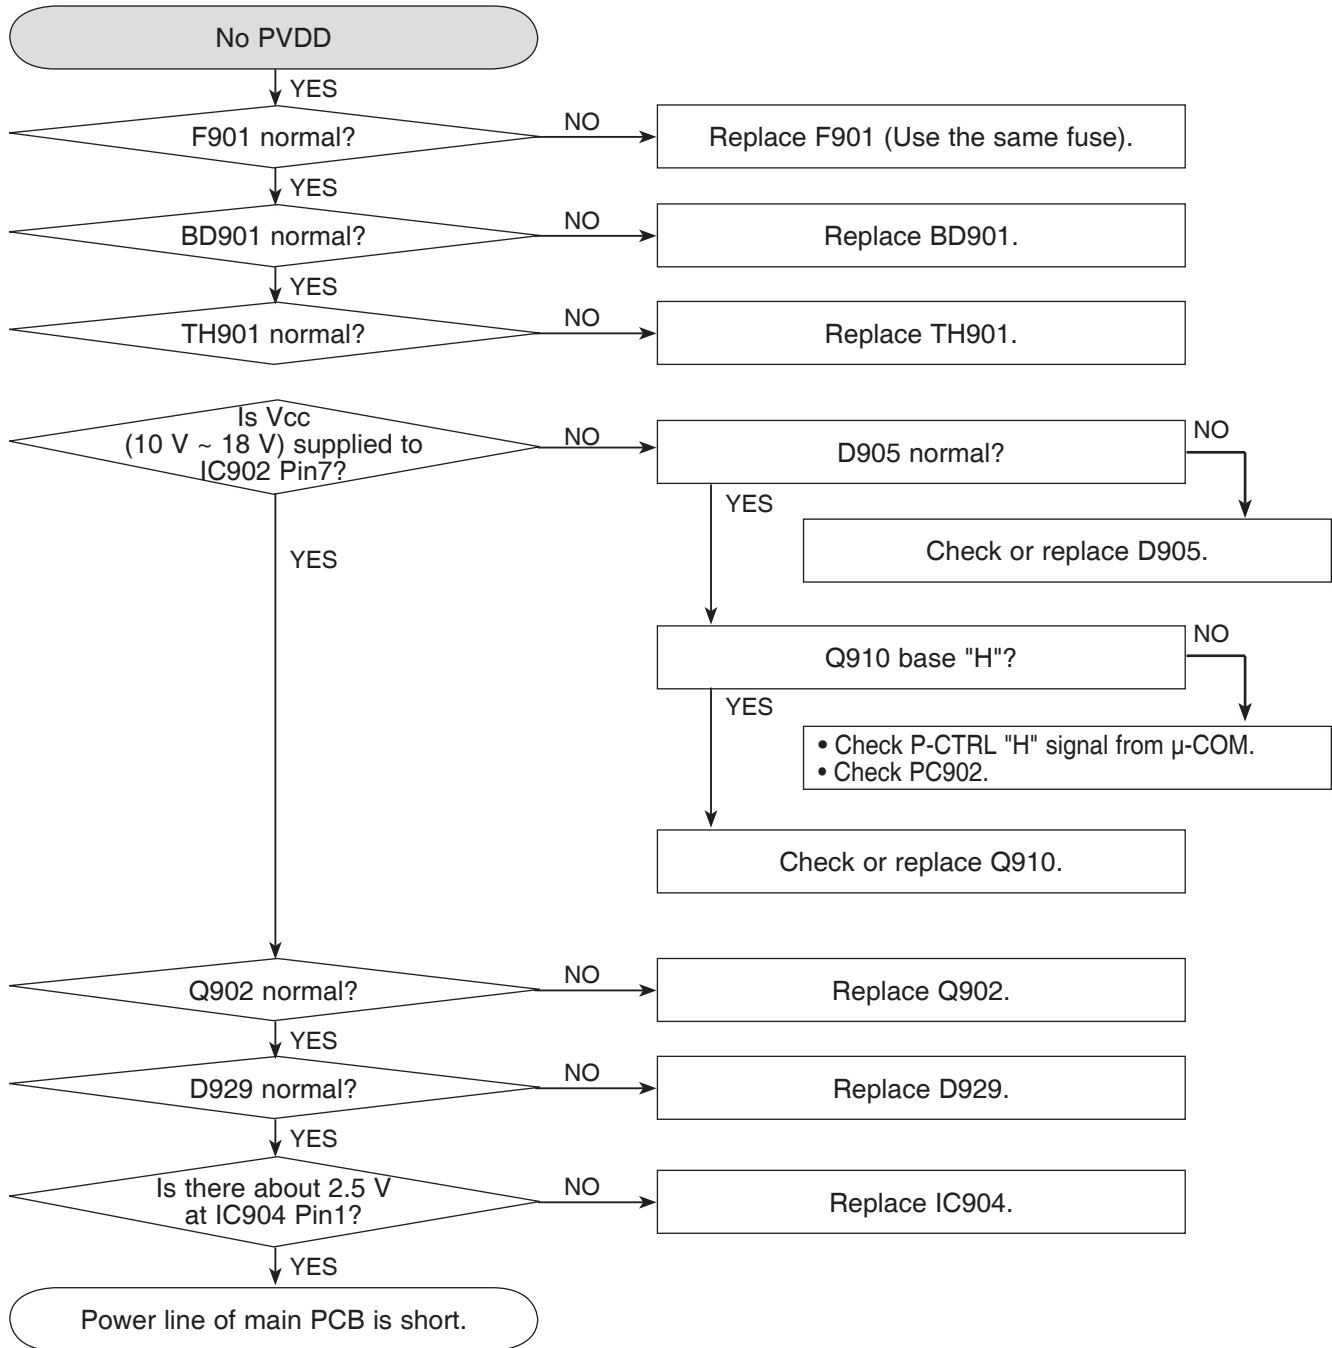 No PVDD
YES
F901 normal?
NO
Replace F901 (Use the same fuse).
YES
BD901 normal?
NO
Replace BD901.
YES
TH901 normal?
NO
Replace TH901.
Is Vcc
(10 V ~ 18 V) supplied to
IC902 Pin7?
NO
D905 normal?
NO
YES
Check or replace D905.
YES
Q910 base "H"?
NO
YES
• Check P-CTRL "H" signal from µ-COM.
• Check PC902.
Check or replace Q910.
Q902 normal?
NO
Replace Q902.
YES
D929 normal?
NO
Replace D929.
YES
Is there about 2.5 V
at IC904 Pin1?
NO
Replace IC904.
YES
Power line of main PCB is short.